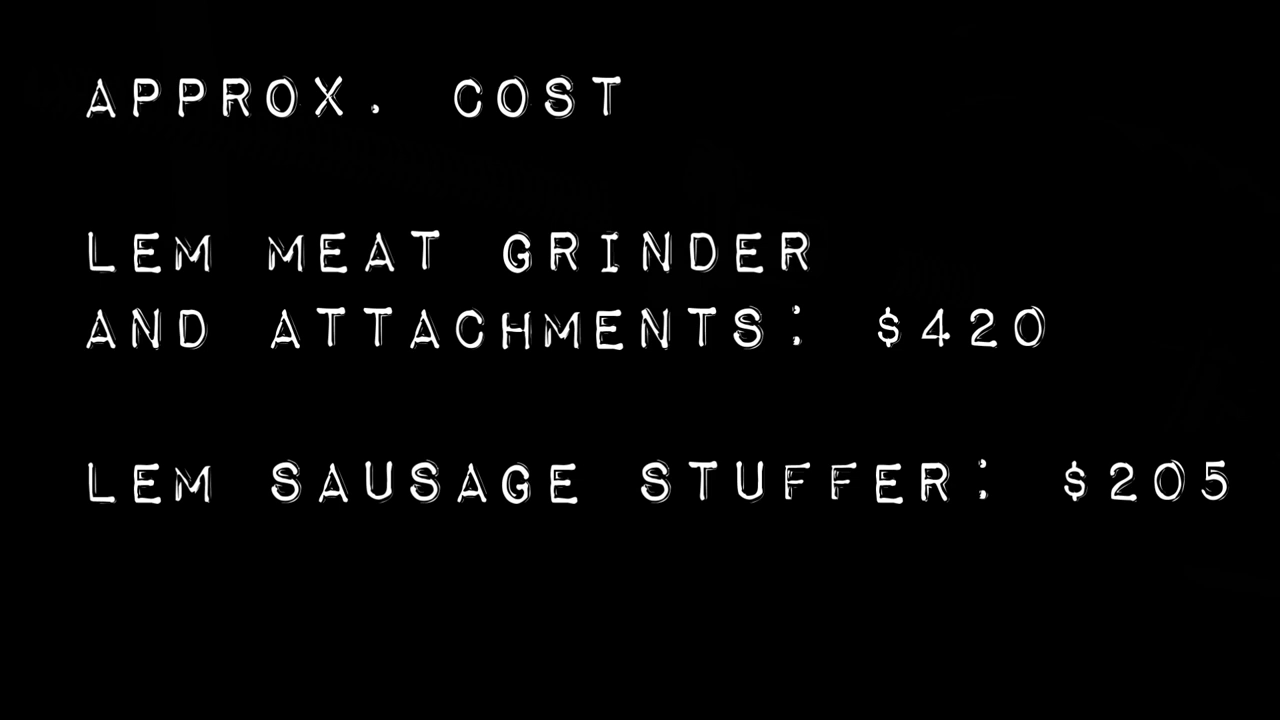 APPROX. COST
LEM MEAT GRINDER
AND ATTACHMENTS: $420
LEM SAUSAGE STUFFER: $205